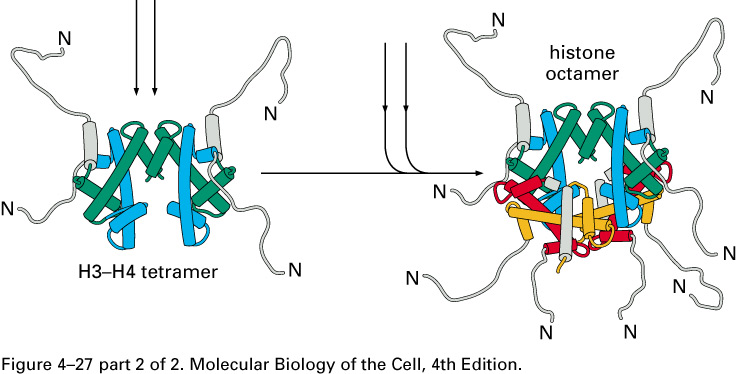 N
N
N
N
H3–H4 tetramer
N
histone
octamer
N
N
N
N
N
N
N
Figure 4–27 part 2 of 2. Molecular Biology of the Cell, 4th Edition.